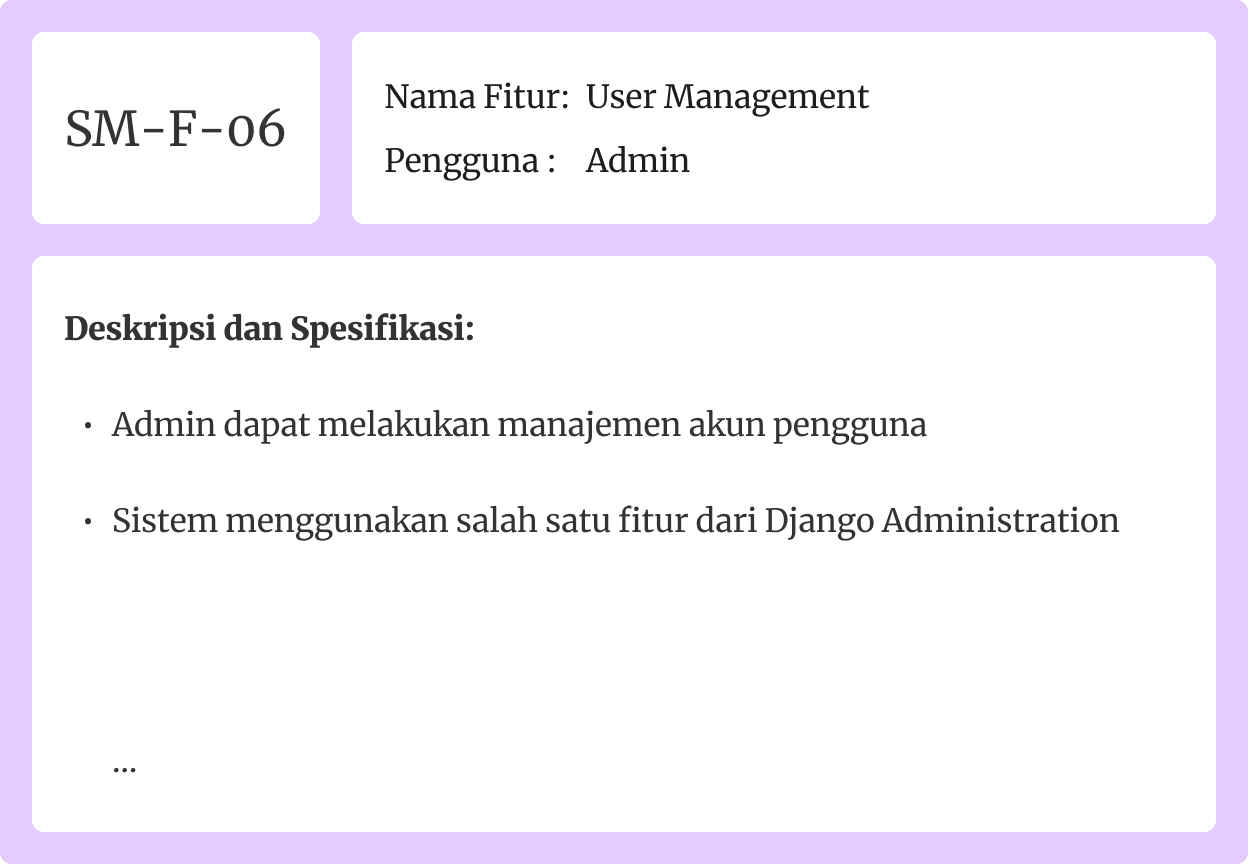 SM-F-06
Nama Fitur: User Management
Pengguna : Admin
Deskripsi dan Spesifikasi:
• Admin dapat melakukan manajemen akun pengguna
• Sistem menggunakan salah satu fitur dari Django Administration
...